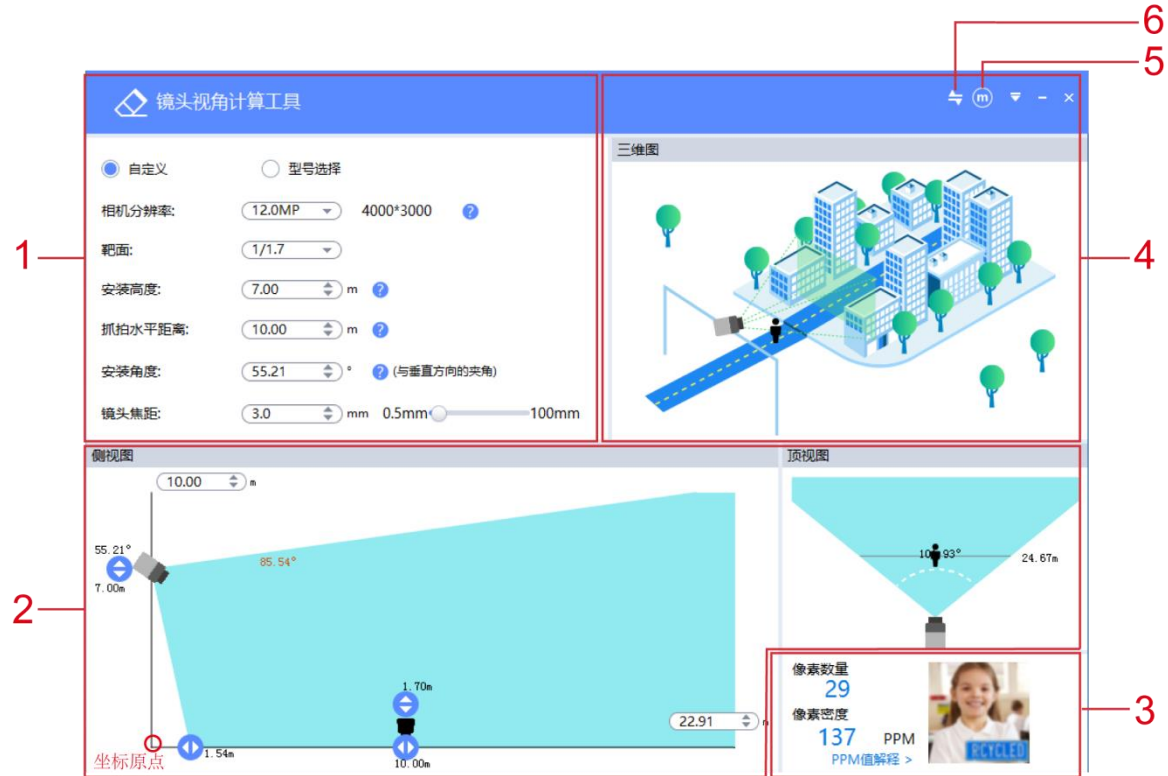 6
5
镜头视角计算工具
m
三维图
自定义 型号选择
相机分辨率: 12.0MP 4000*3000 ?
靶面: 1/1.7
安装高度: 7.00 m ?
抓拍水平距离: 10.00 m ?
安装角度: 55.21 ° ? (与垂直方向的夹角)
镜头焦距: 3.0 mm 0.5mm 100mm
1
4
侧视图
10.00 m
55.21°
7.00m
85.54°
1.70m
22.91
坐标原点
1.54m
10.00m
2
顶视图
93°
24.67m
像素数量
29
像素密度
137 PPM
PPM值解释 >
RECYCLED
3